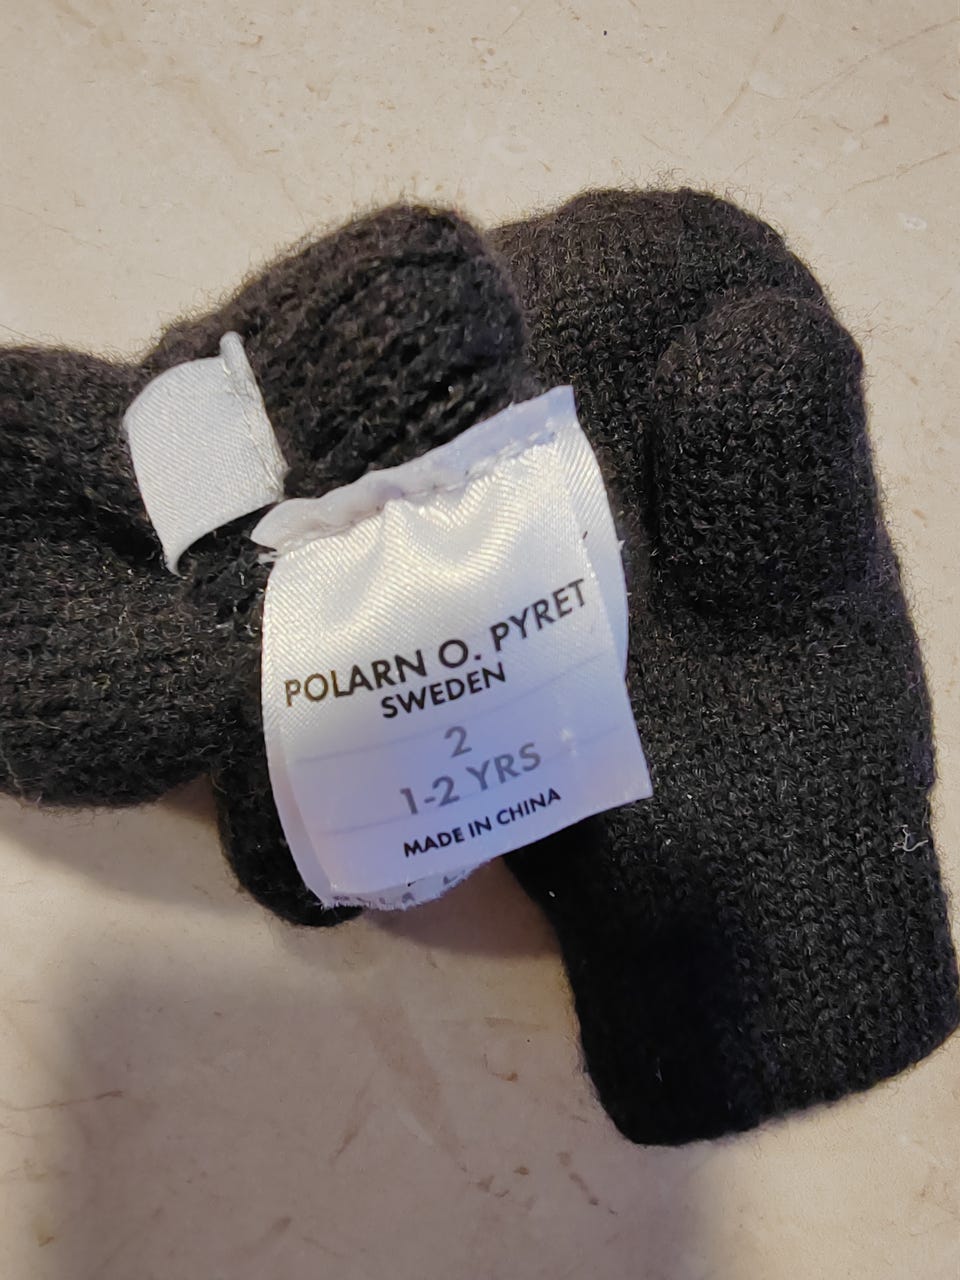 POLARN O. PYRET
SWEDEN
2
1-2 YRS
MADE IN CHINA